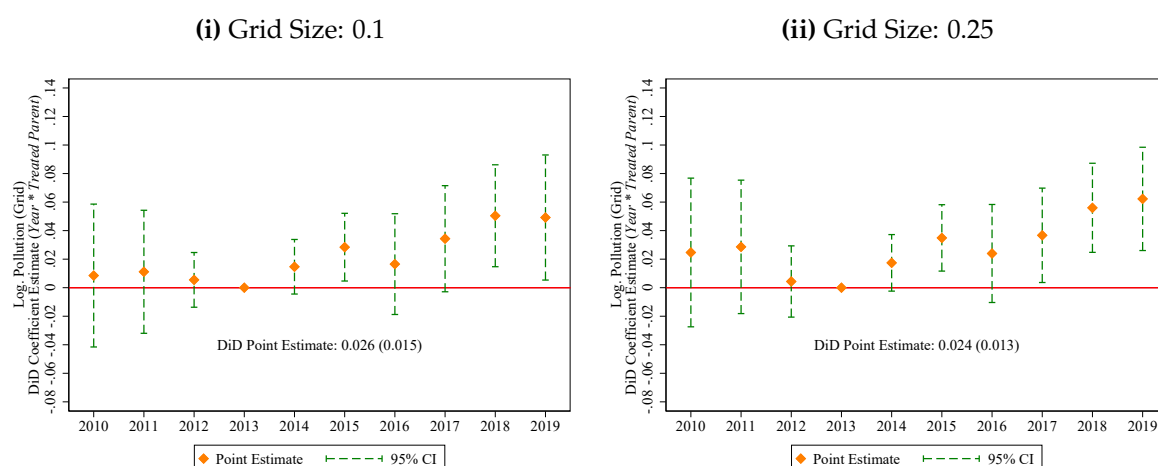 (i) Grid Size: 0.1
Log. Pollution (Grid)
DiD Coefficient Estimate (Year * Treated Parent)
.14
.12
.1
.08
.06
.04
.02
0
-.02
-.04
-.06
-.08
DiD Point Estimate: 0.026 (0.015)
2010 2011 2012 2013 2014 2015 2016 2017 2018 2019
Point Estimate 95% CI
(ii) Grid Size: 0.25
Log. Pollution (Grid)
DiD Coefficient Estimate (Year * Treated Parent)
.14
.12
.1
.08
.06
.04
.02
0
-.02
-.04
-.06
-.08
DiD Point Estimate: 0.024 (0.013)
2010 2011 2012 2013 2014 2015 2016 2017 2018 2019
Point Estimate 95% CI